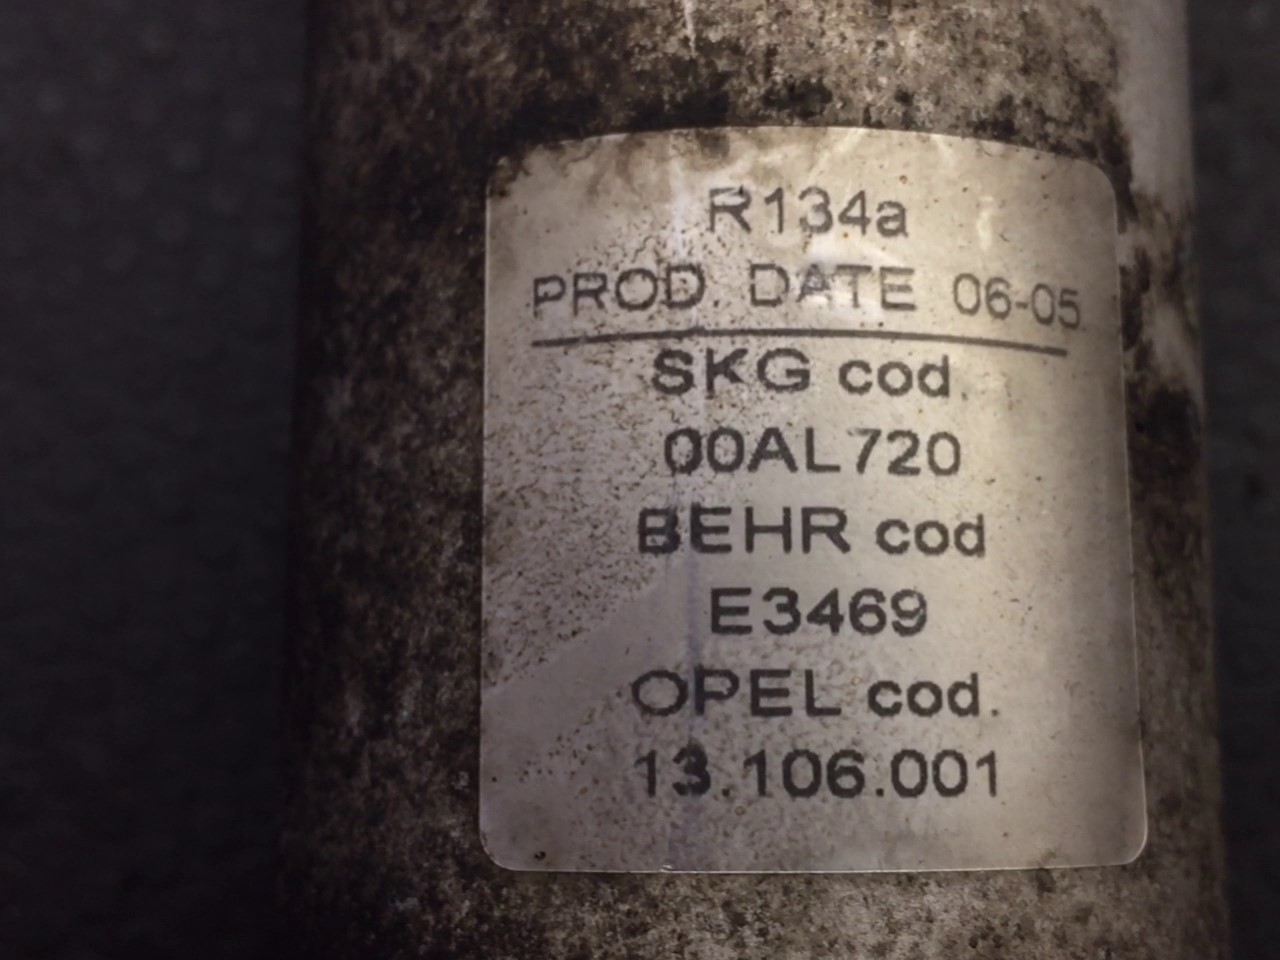 R134a
PROD. DATE 06-05
SKG cod.
00AL720
BEHR cod
E3469
OPEL cod.
13.106.001